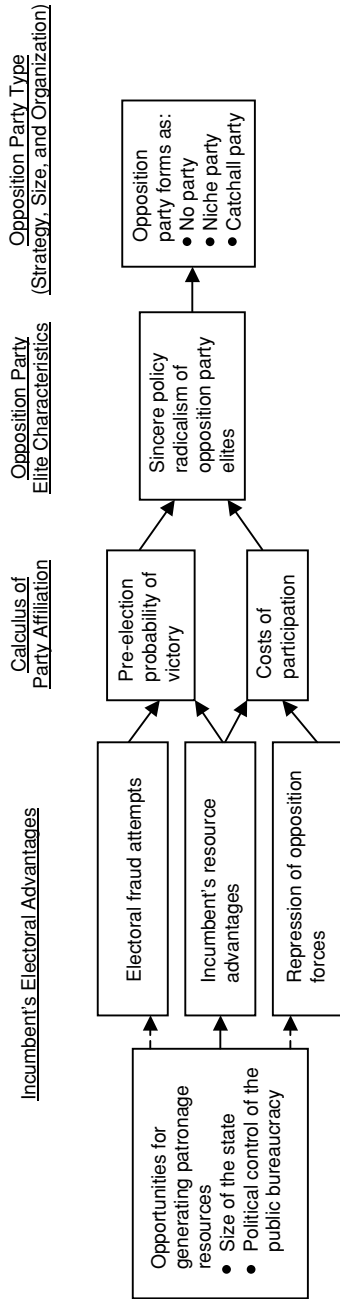 Incumbent's Electoral Advantages
Calculus of
Party Affiliation
Opposition Party
Elite Characteristics
Opposition Party Type
(Strategy, Size, and Organization)
Opportunities for
generating patronage
resources
● Size of the state
● Political control of the
public bureaucracy
Electoral fraud attempts
Incumbent's resource
advantages
Repression of opposition
forces
Pre-election
probability of
victory
Costs of
participation
Sincere policy
radicalism of
opposition party
elites
Opposition
party forms as:
● No party
● Niche party
● Catchall party